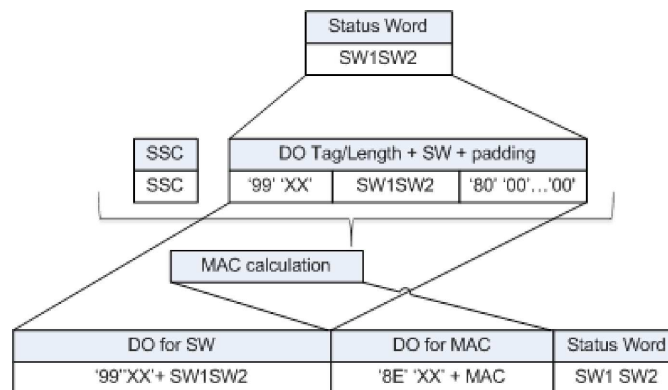 Status Word
SW1SW2
SSC
DO Tag/Length + SW + padding
SSC
‘99’ ‘XX’
SW1SW2
‘80’ ‘00’...‘00’
MAC calculation
DO for SW
DO for MAC
Status Word
‘99’‘XX’+ SW1SW2
‘8E’ ‘XX’ + MAC
SW1 SW2